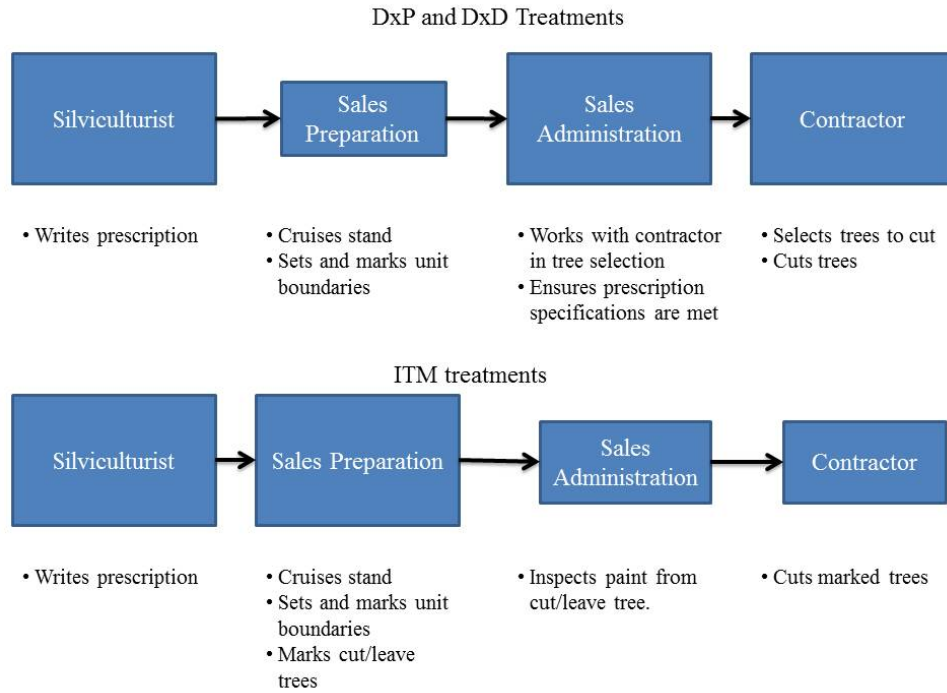 DxP and DxD Treatments
Silviculturist
Sales
Preparation
Sales
Administration
Contractor
• Writes prescription
• Cruises stand
• Sets and marks unit
boundaries
• Works with contractor
in tree selection
• Ensures prescription
specifications are met
• Selects trees to cut
• Cuts trees
ITM treatments
Silviculturist
Sales Preparation
Sales
Administration
Contractor
• Writes prescription
• Cruises stand
• Sets and marks unit
boundaries
• Marks cut/leave
trees
• Inspects paint from
cut/leave tree.
• Cuts marked trees